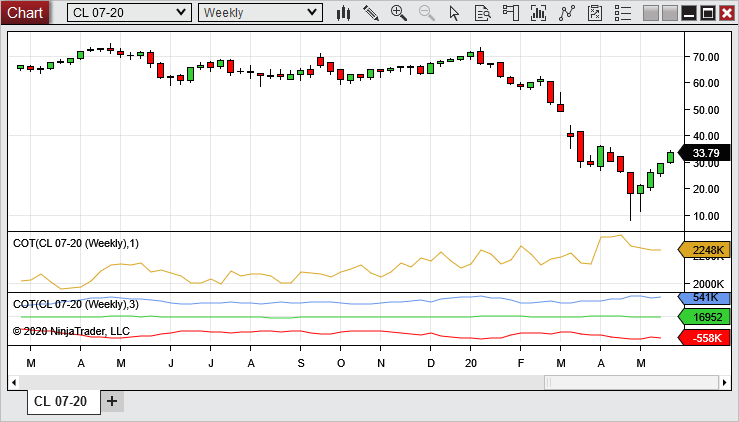 Chart CL 07-20 Weekly
70.00
60.00
50.00
40.00
33.79
30.00
20.00
10.00
COT(CL 07-20 (Weekly),1)
2248K
2200K
2000K
COT(CL 07-20 (Weekly),3)
541K
16952
© 2020 NinjaTrader, LLC
-558K
M A M J J A S O N D 20 F M A M
CL 07-20 +